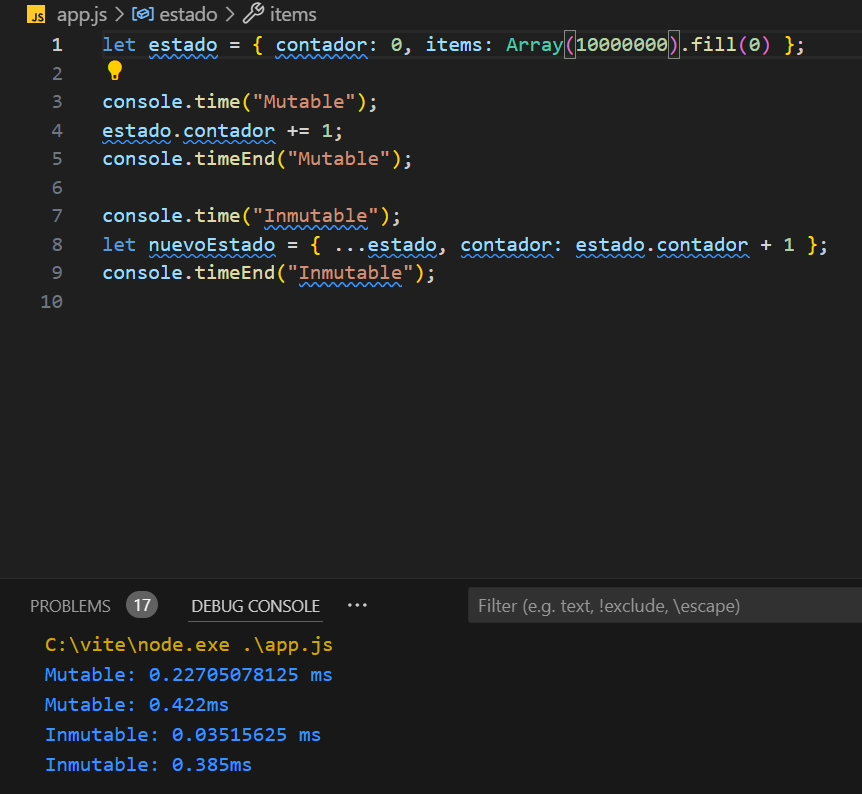 JS app.js > estado > items
1 let estado = { contador: 0, items: Array(10000000).fill(0) };
2
3 console.time("Mutable");
4 estado.contador += 1;
5 console.timeEnd("Mutable");
6
7 console.time("Inmutable");
8 let nuevoEstado = { ...estado, contador: estado.contador + 1 };
9 console.timeEnd("Inmutable");
10
PROBLEMS 17 DEBUG CONSOLE ··· Filter (e.g. text, !exclude, \escape)
C:\vite\node.exe .\app.js
Mutable: 0.22705078125 ms
Mutable: 0.422ms
Inmutable: 0.03515625 ms
Inmutable: 0.385ms